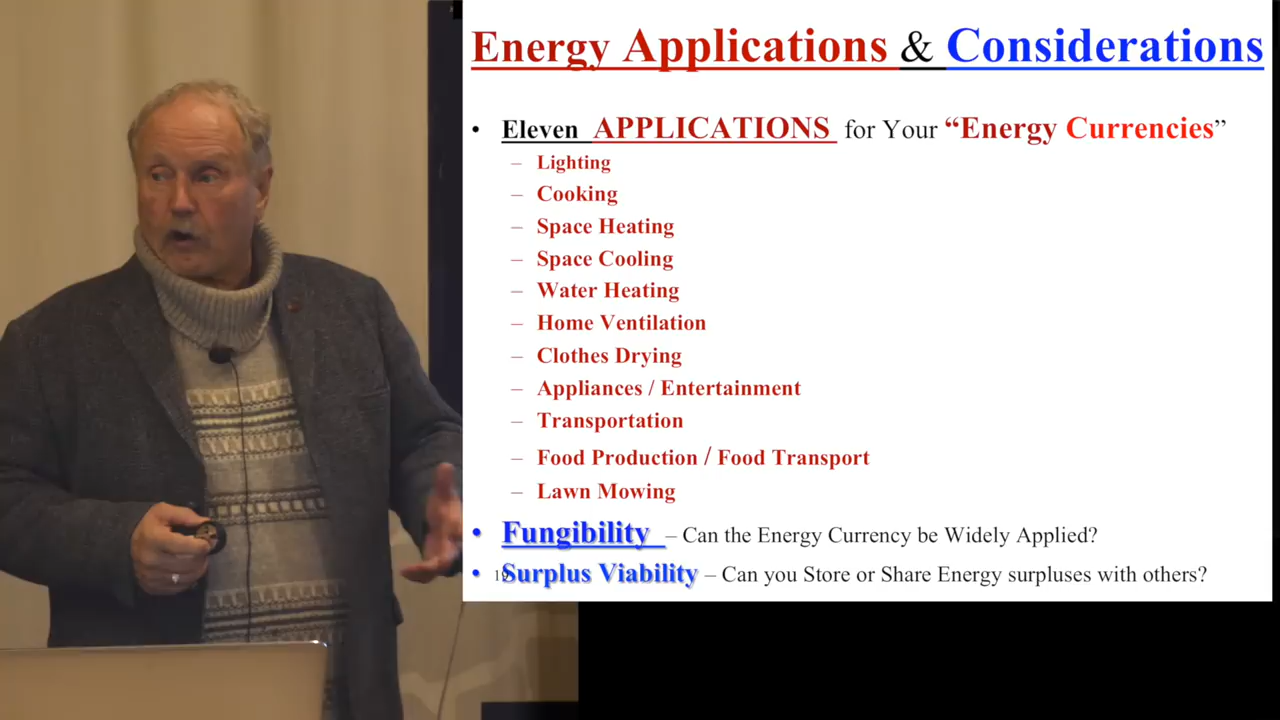 Energy Applications & Considerations
• Eleven APPLICATIONS for Your “Energy Currencies”
– Lighting
– Cooking
– Space Heating
– Space Cooling
– Water Heating
– Home Ventilation
– Clothes Drying
– Appliances / Entertainment
– Transportation
– Food Production / Food Transport
– Lawn Mowing
• Fungibility – Can the Energy Currency be Widely Applied?
• Surplus Viability – Can you Store or Share Energy surpluses with others?